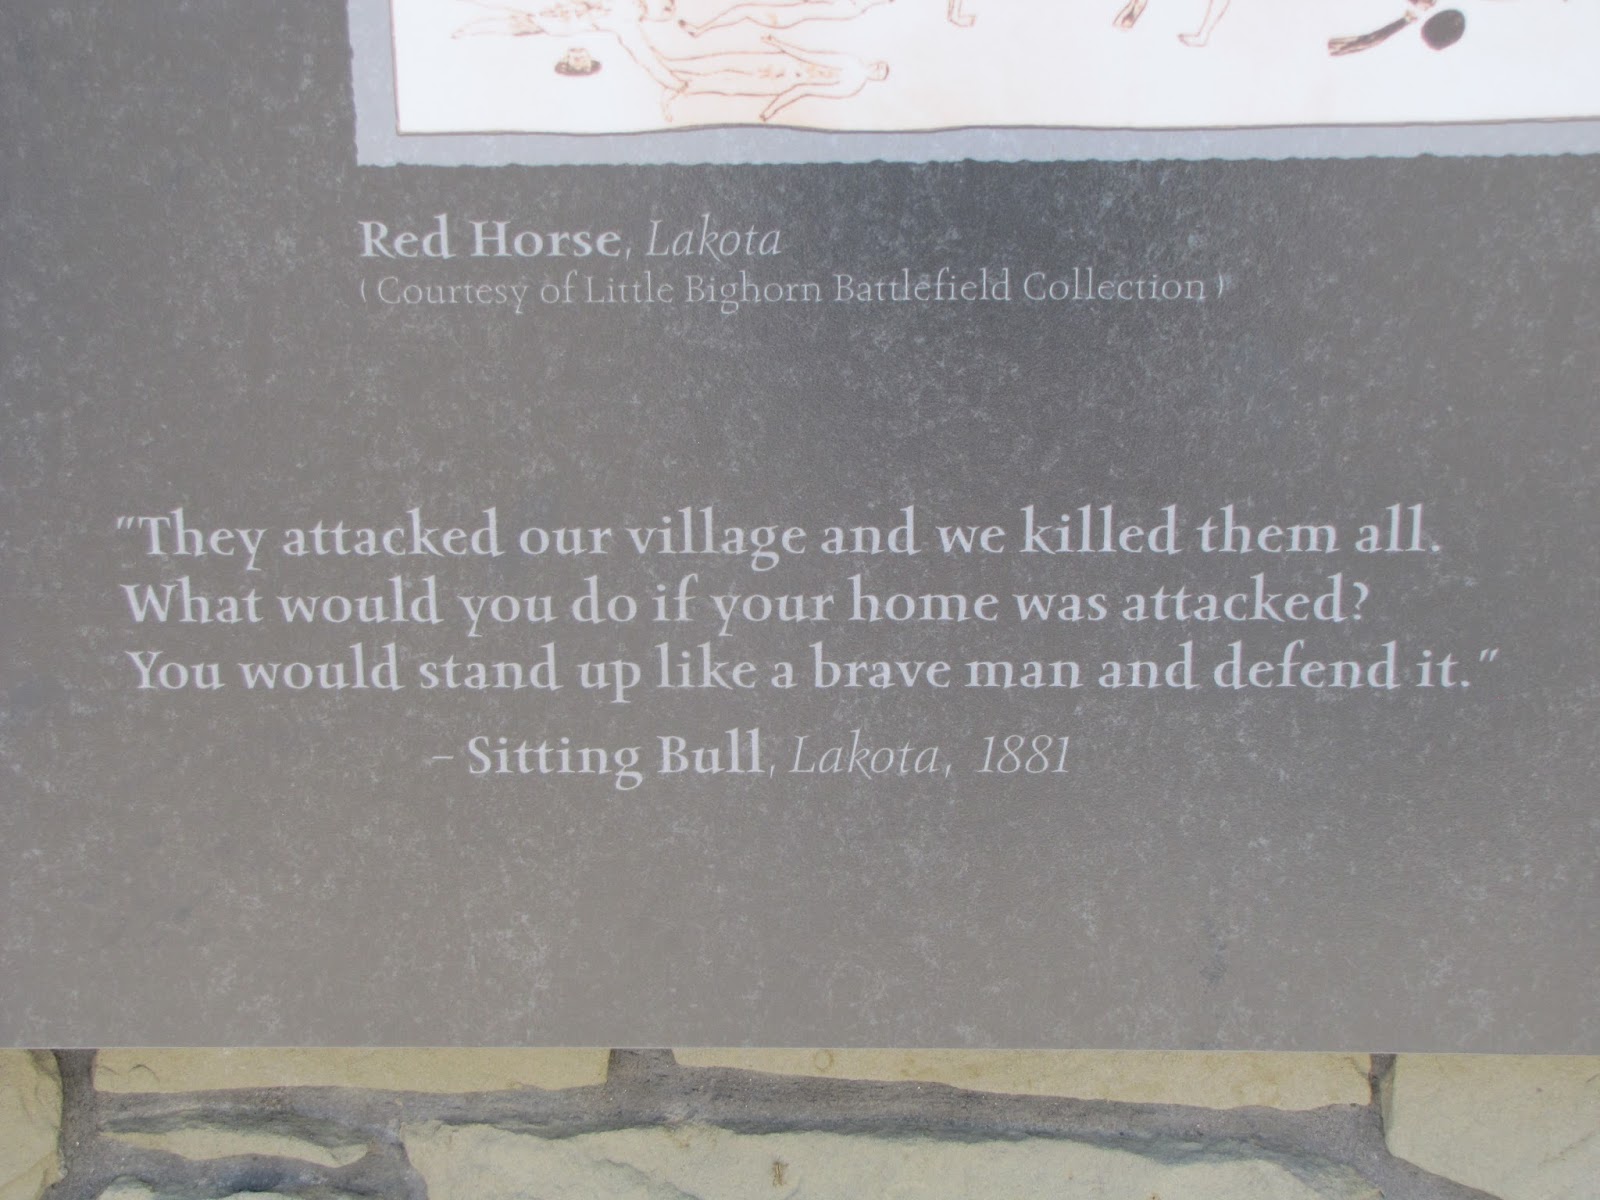 Red Horse, Lakota
( Courtesy of Little Bighorn Battlefield Collection )
"They attacked our village and we killed them all.
What would you do if your home was attacked?
You would stand up like a brave man and defend it."
– Sitting Bull, Lakota, 1881